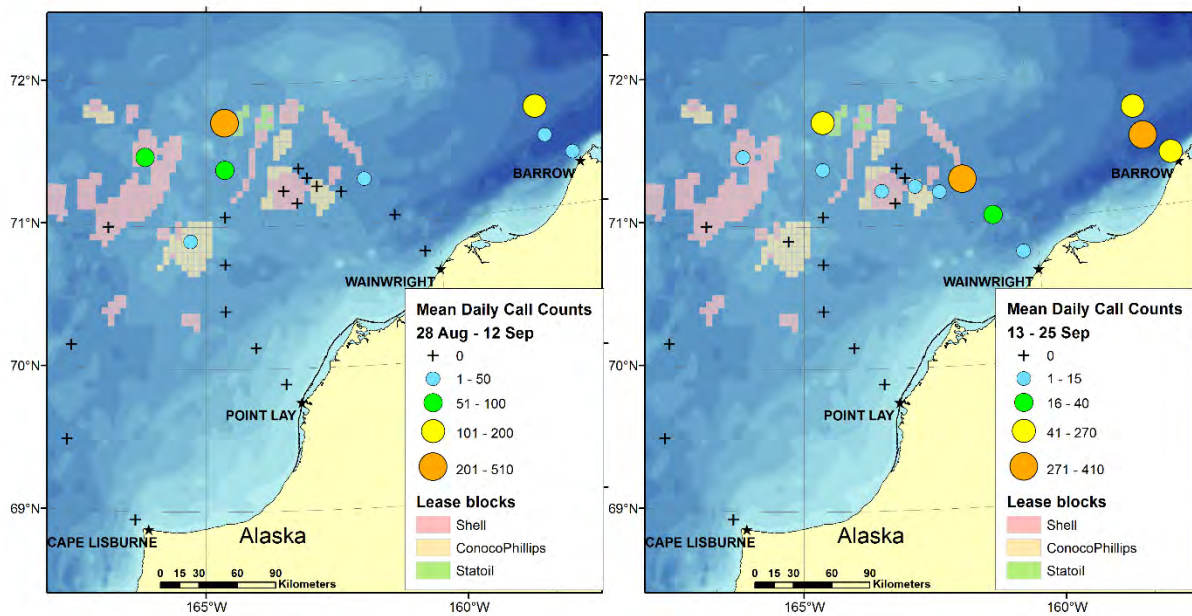 72°N
71°N
70°N
69°N
165°W
160°W
BARROW
WAINWRIGHT
POINT LAY
CAPE LISBURNE
Alaska
Mean Daily Call Counts
28 Aug - 12 Sep
0
1 - 50
51 - 100
101 - 200
201 - 510
Lease blocks
Shell
ConocoPhillips
Statoil
0 15 30 60 90
Kilometers
165°W
160°W
BARROW
WAINWRIGHT
POINT LAY
CAPE LISBURNE
Alaska
Mean Daily Call Counts
13 - 25 Sep
0
1 - 15
16 - 40
41 - 270
271 - 410
Lease blocks
Shell
ConocoPhillips
Statoil
0 15 30 60 90
Kilometers